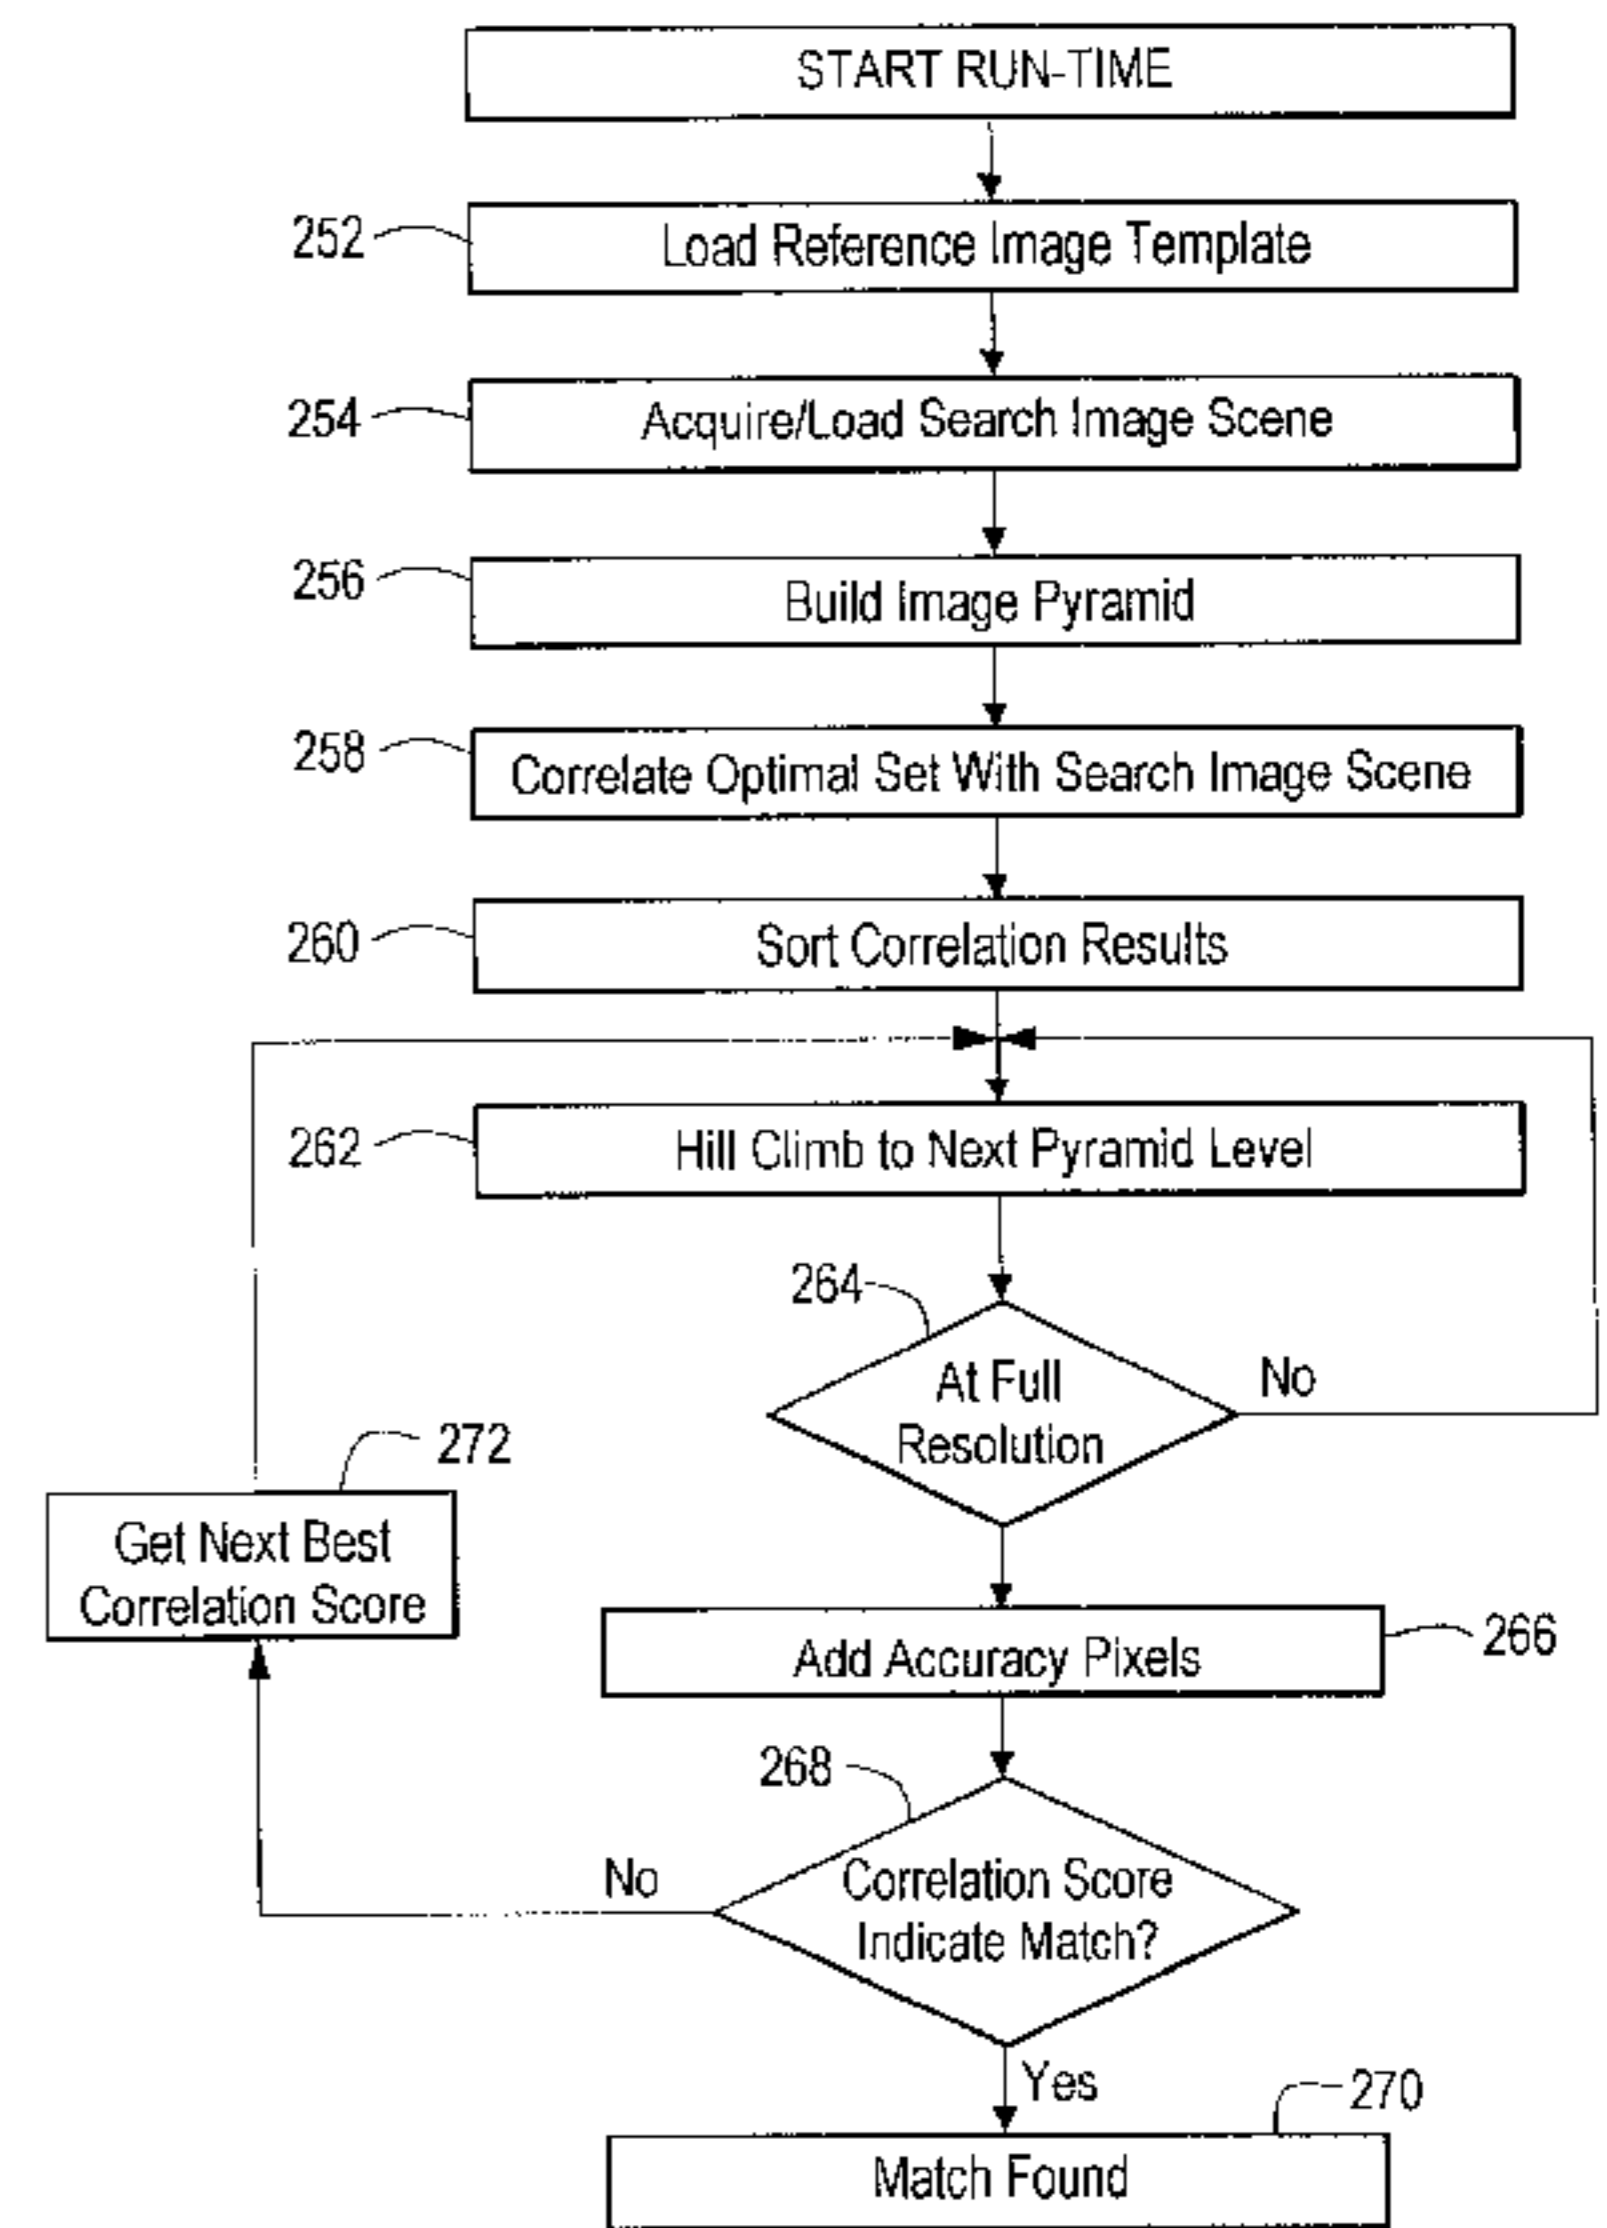 START RUN-TIME
252
Load Reference Image Template
254
Acquire/Load Search Image Scene
256
Build Image Pyramid
258
Correlate Optimal Set With Search Image Scene
260
Sort Correlation Results
262
Hill Climb to Next Pyramid Level
264
At Full
Resolution
No
272
Get Next Best
Correlation Score
Add Accuracy Pixels
266
268
No
Correlation Score
Indicate Match?
Yes
270
Match Found